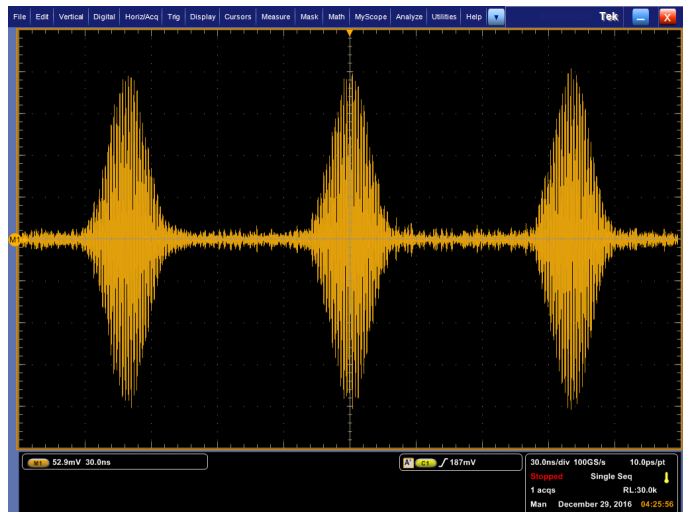 File Edit Vertical Digital Horiz/Acq Trig Display Cursors Measure Mask Math MyScope Analyze Utilities Help Tek X
M1
M1 52.9mV 30.0ns
A' C1 187mV
30.0ns/div 100GS/s 10.0ps/pt
Stopped Single Seq
1 acqs RL:30.0k
Man December 29, 2016 04:25:56